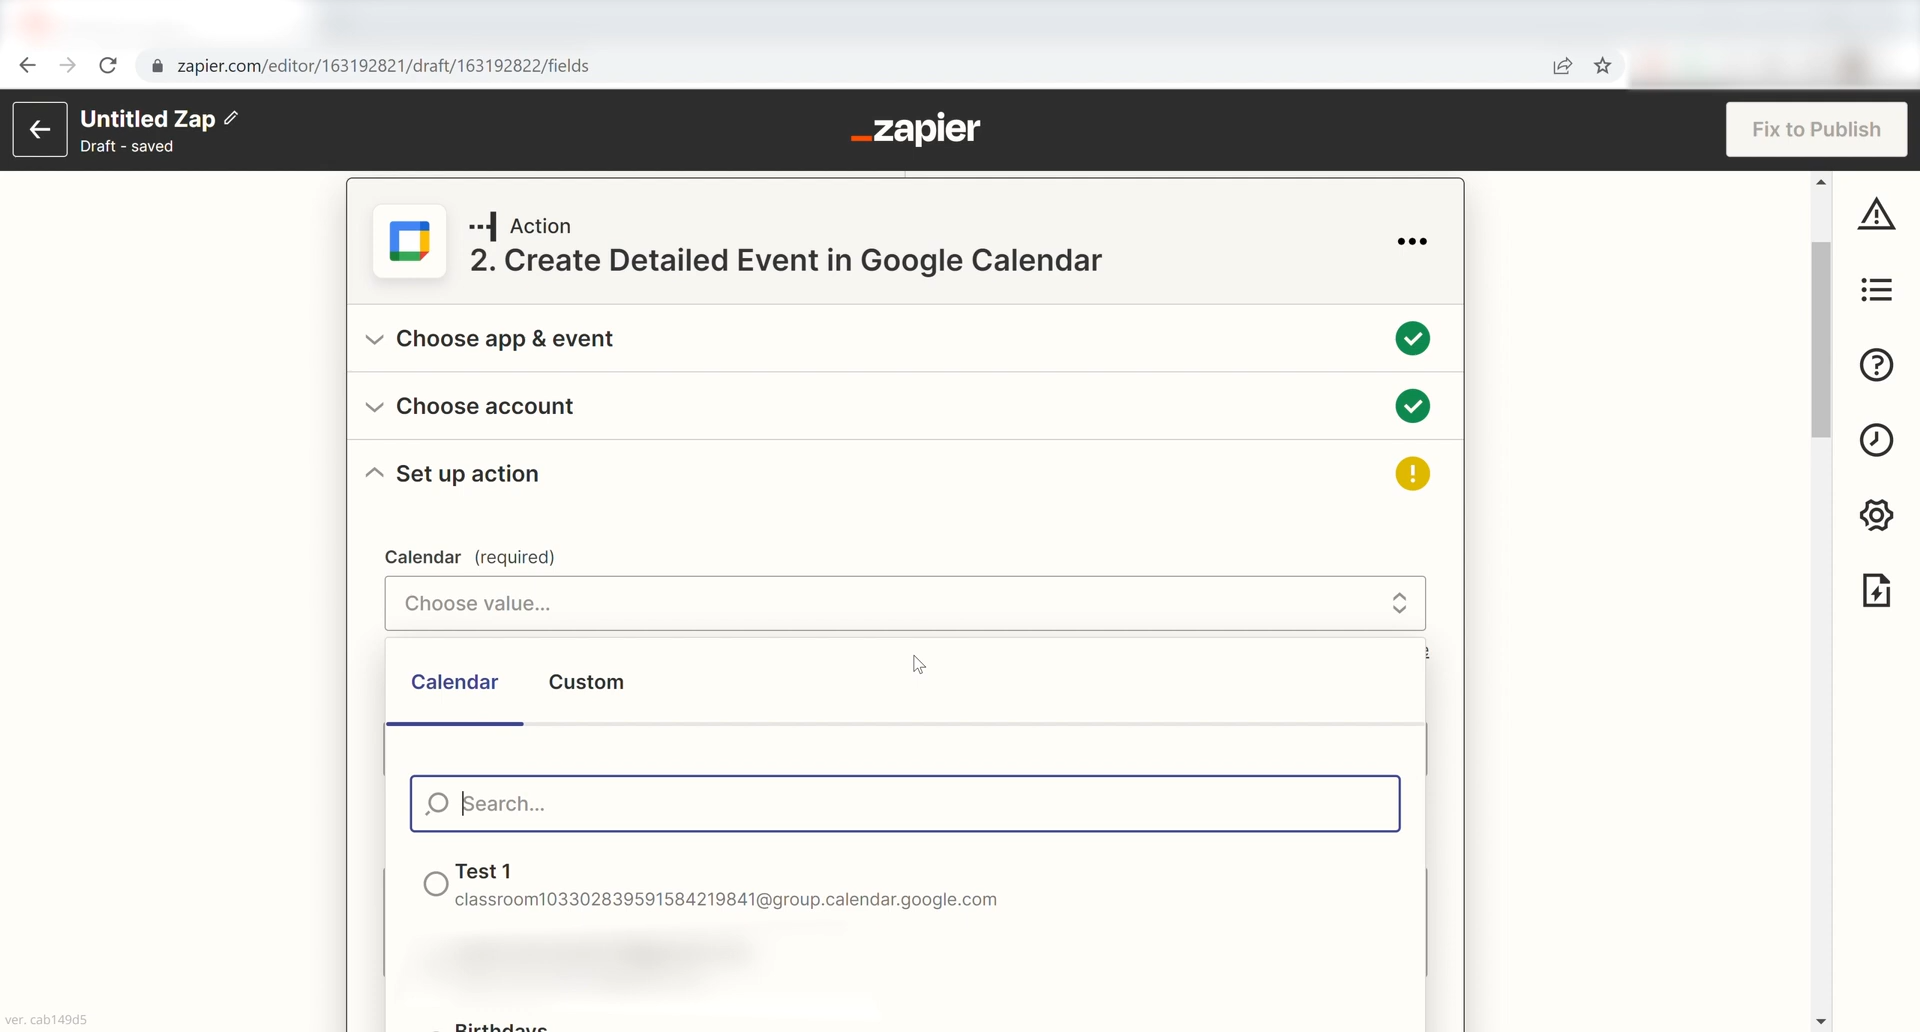 zapier.com/editor/163192821/draft/163192822/fields
Untitled Zap
Draft - saved
_zapier
Fix to Publish
Action
2. Create Detailed Event in Google Calendar
Choose app & event
Choose account
Set up action
Calendar (required)
Choose value...
Calendar Custom
Search...
Test 1
classroom103302839591584219841@group.calendar.google.com
Birthdays
ver. cab149d5